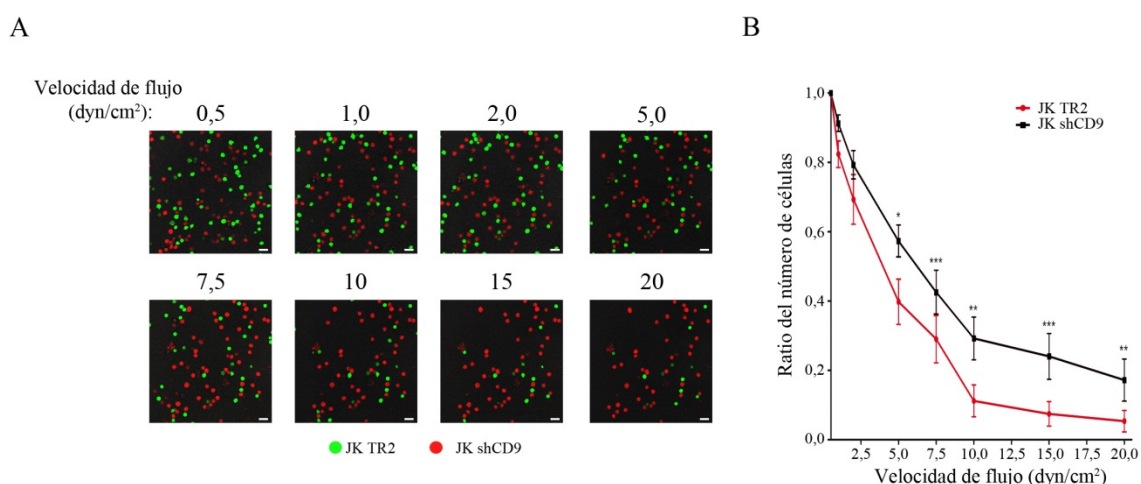 A
Velocidad de flujo
(dyn/cm²):
0,5
1,0
2,0
5,0
7,5
10
15
20
JK TR2
JK shCD9
B
Ratio del número de células
1,0
0,8
0,6
0,4
0,2
0,0
JK TR2
JK shCD9
*
***
**
***
**
2,5 5,0 7,5 10,0 12,5 15,0 17,5 20,0
Velocidad de flujo (dyn/cm²)